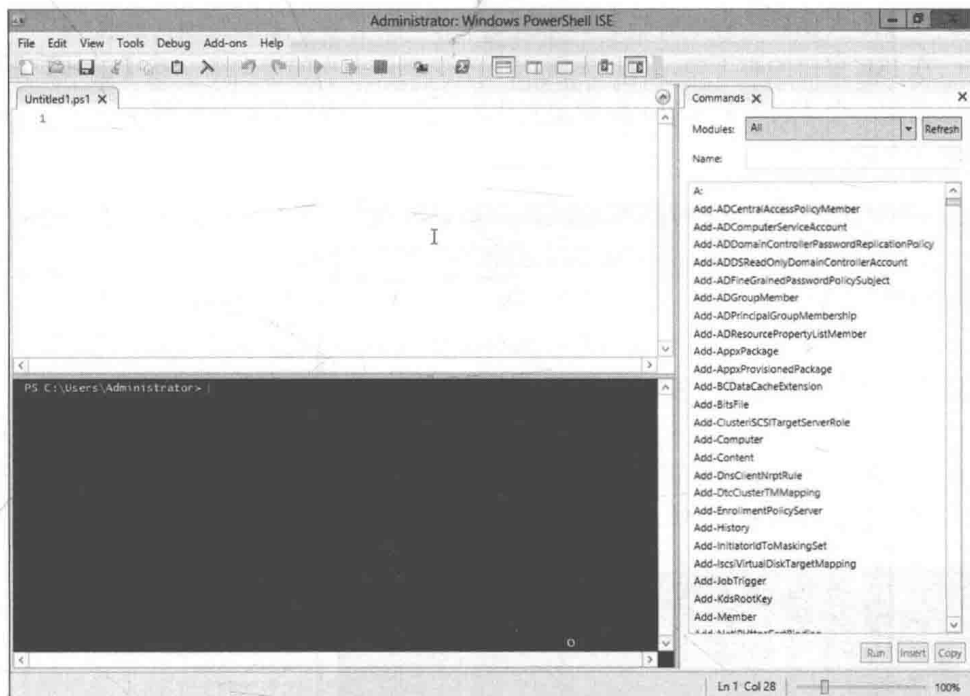 Administrator: Windows PowerShell ISE
File Edit View Tools Debug Add-ons Help
Untitled1.ps1 X
1
PS C:\Users\Administrator>
Commands X
Modules: All Refresh
Name:
A:
Add-ADCentralAccessPolicyMember
Add-ADComputerServiceAccount
Add-ADDomainControllerPasswordReplicationPolicy
Add-ADDSReadOnlyDomainControllerAccount
Add-ADFineGrainedPasswordPolicySubject
Add-ADGroupMember
Add-ADPrincipalGroupMembership
Add-ADResourcePropertyListMember
Add-AppxPackage
Add-AppxProvisionedPackage
Add-BCDataCacheExtension
Add-BitsFile
Add-ClusteriSCSITargetServerRole
Add-Computer
Add-Content
Add-DnsClientNrptRule
Add-DtcClusterTMMapping
Add-EnrollmentPolicyServer
Add-History
Add-InitiatorIdToMaskingSet
Add-IscsiVirtualDiskTargetMapping
Add-JobTrigger
Add-KdsRootKey
Add-Member
Run Insert Copy
Ln 1 Col 28 100%